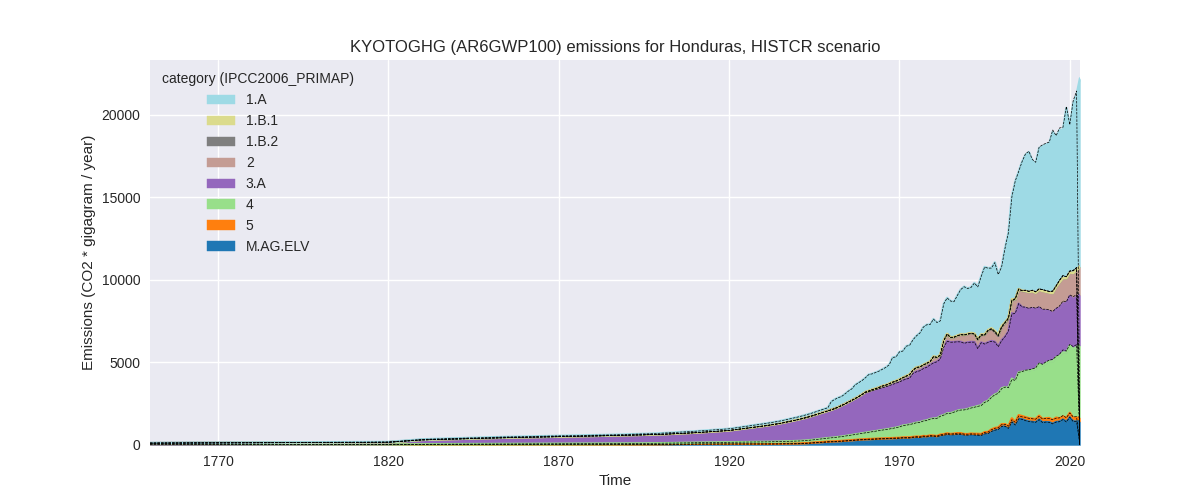 KYOTOGHG (AR6GWP100) emissions for Honduras, HISTCR scenario
category (IPCC2006_PRIMAP)
1.A
1.B.1
1.B.2
2
3.A
4
5
M.AG.ELV
Emissions (CO2 * gigagram / year)
20000
15000
10000
5000
0
1770
1820
1870
1920
1970
2020
Time